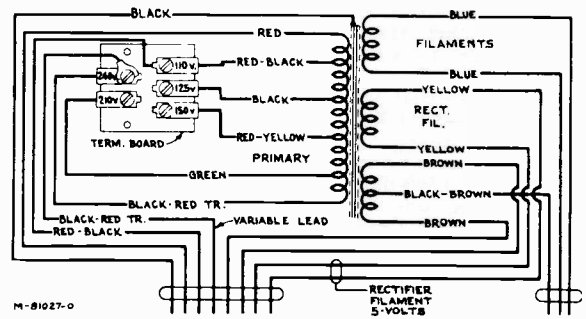 BLACK
BLUE
RED
FILAMENTS
RED-BLACK
110V.
240V
BLUE
125V
BLACK
YELLOW
210V
150V
RECT.
FIL.
RED-YELLOW
TERM. BOARD
YELLOW
PRIMARY
BROWN
GREEN
BLACK-BROWN
BLACK-RED TR.
BLACK-RED TR.
VARIABLE LEAD
BROWN
RED-BLACK
RECTIFIER
FILAMENT
5-VOLTS
M-81027-0